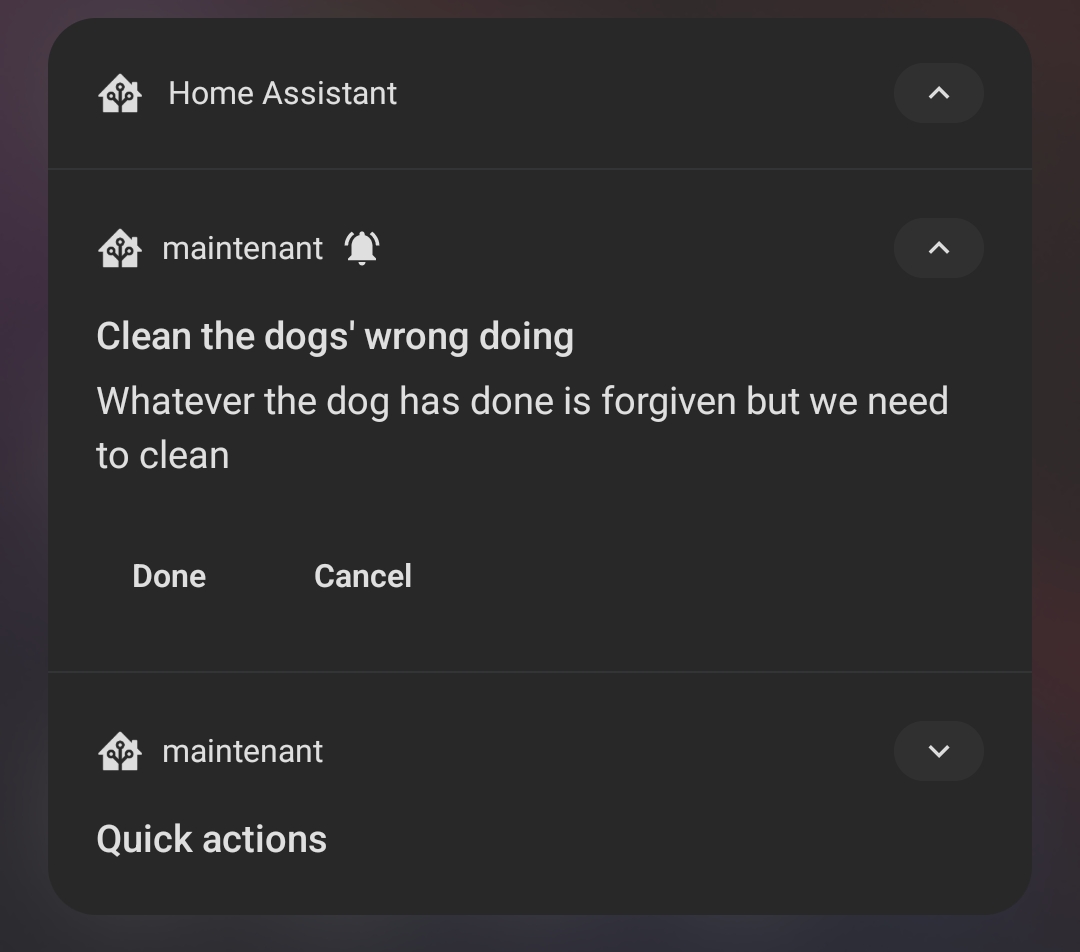 Home Assistant
maintenant
Clean the dogs' wrong doing
Whatever the dog has done is forgiven but we need
to clean
Done Cancel
maintenant
Quick actions